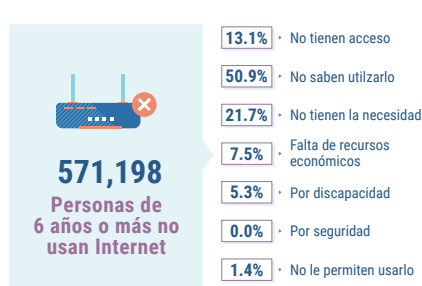 571,198
Personas de
6 años o más no
usan Internet
13.1% No tienen acceso
50.9% No saben utilzarlo
21.7% No tienen la necesidad
7.5% Falta de recursos
económicos
5.3% Por discapacidad
0.0% Por seguridad
1.4% No le permiten usarlo